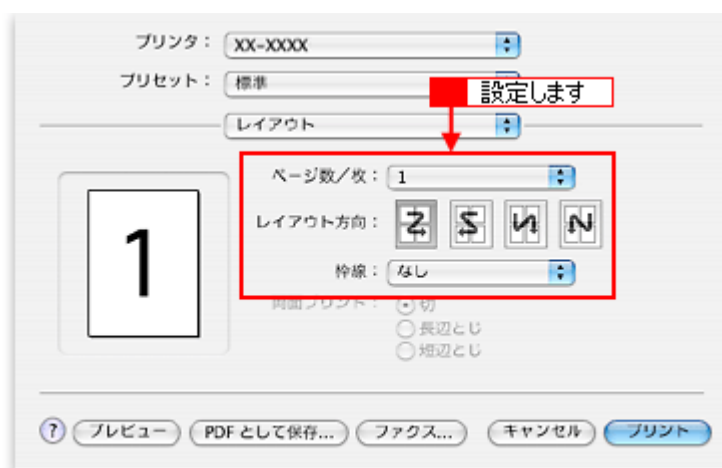 プリンタ： XX-XXXX
プリセット： 標準
設定します
レイアウト
ページ数/枚： 1
レイアウト方向：
1
枠線： なし
両面プリント： 切
長辺とじ
短辺とじ
? プレビュー PDF として保存... ファクス... キャンセル プリント